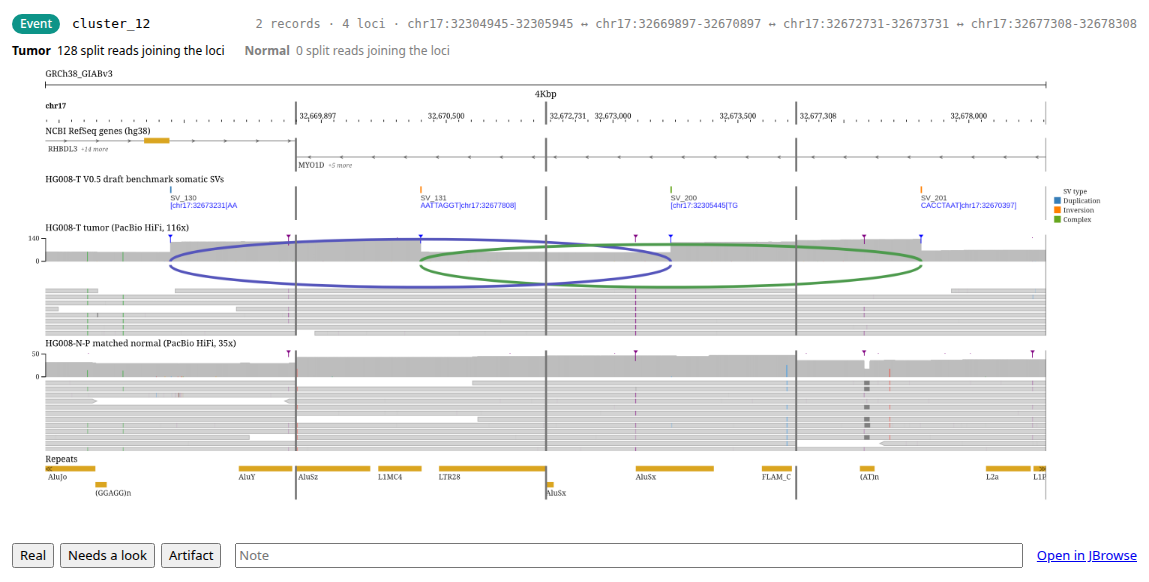 Event cluster_12 2 records · 4 loci · chr17:32304945-32305945 ↔ chr17:32669897-32670897 ↔ chr17:32672731-32673731 ↔ chr17:32677308-32678308
Tumor 128 split reads joining the loci Normal 0 split reads joining the loci
GRCh38_GIABv3
4Kbp
chr17
32,669,897 32,670,500 32,672,731 32,673,000 32,673,500 32,677,308 32,678,000
NCBI RefSeq genes (hg38)
RHBDL3 +14 more
MYO1D +5 more
HG008-T V0.5 draft benchmark somatic SVs
SV type
Duplication
Inversion
Complex
SV_130 SV_131 SV_200 SV_201
[chr17:32673231[AA AATTAGGT]chr17:32677808] [chr17:32305445[TG CACCTAAT]chr17:32670397]
HG008-T tumor (PacBio HiFi, 116x)
140
0
HG008-N-P matched normal (PacBio HiFi, 35x)
50
0
Repeats
AluJo AluY AluSz L1MC4 LTR28 AluSx FLAM_C (AT)n L2a L1P
(GGAGG)n AluSx
Real Needs a look Artifact Note Open in JBrowse